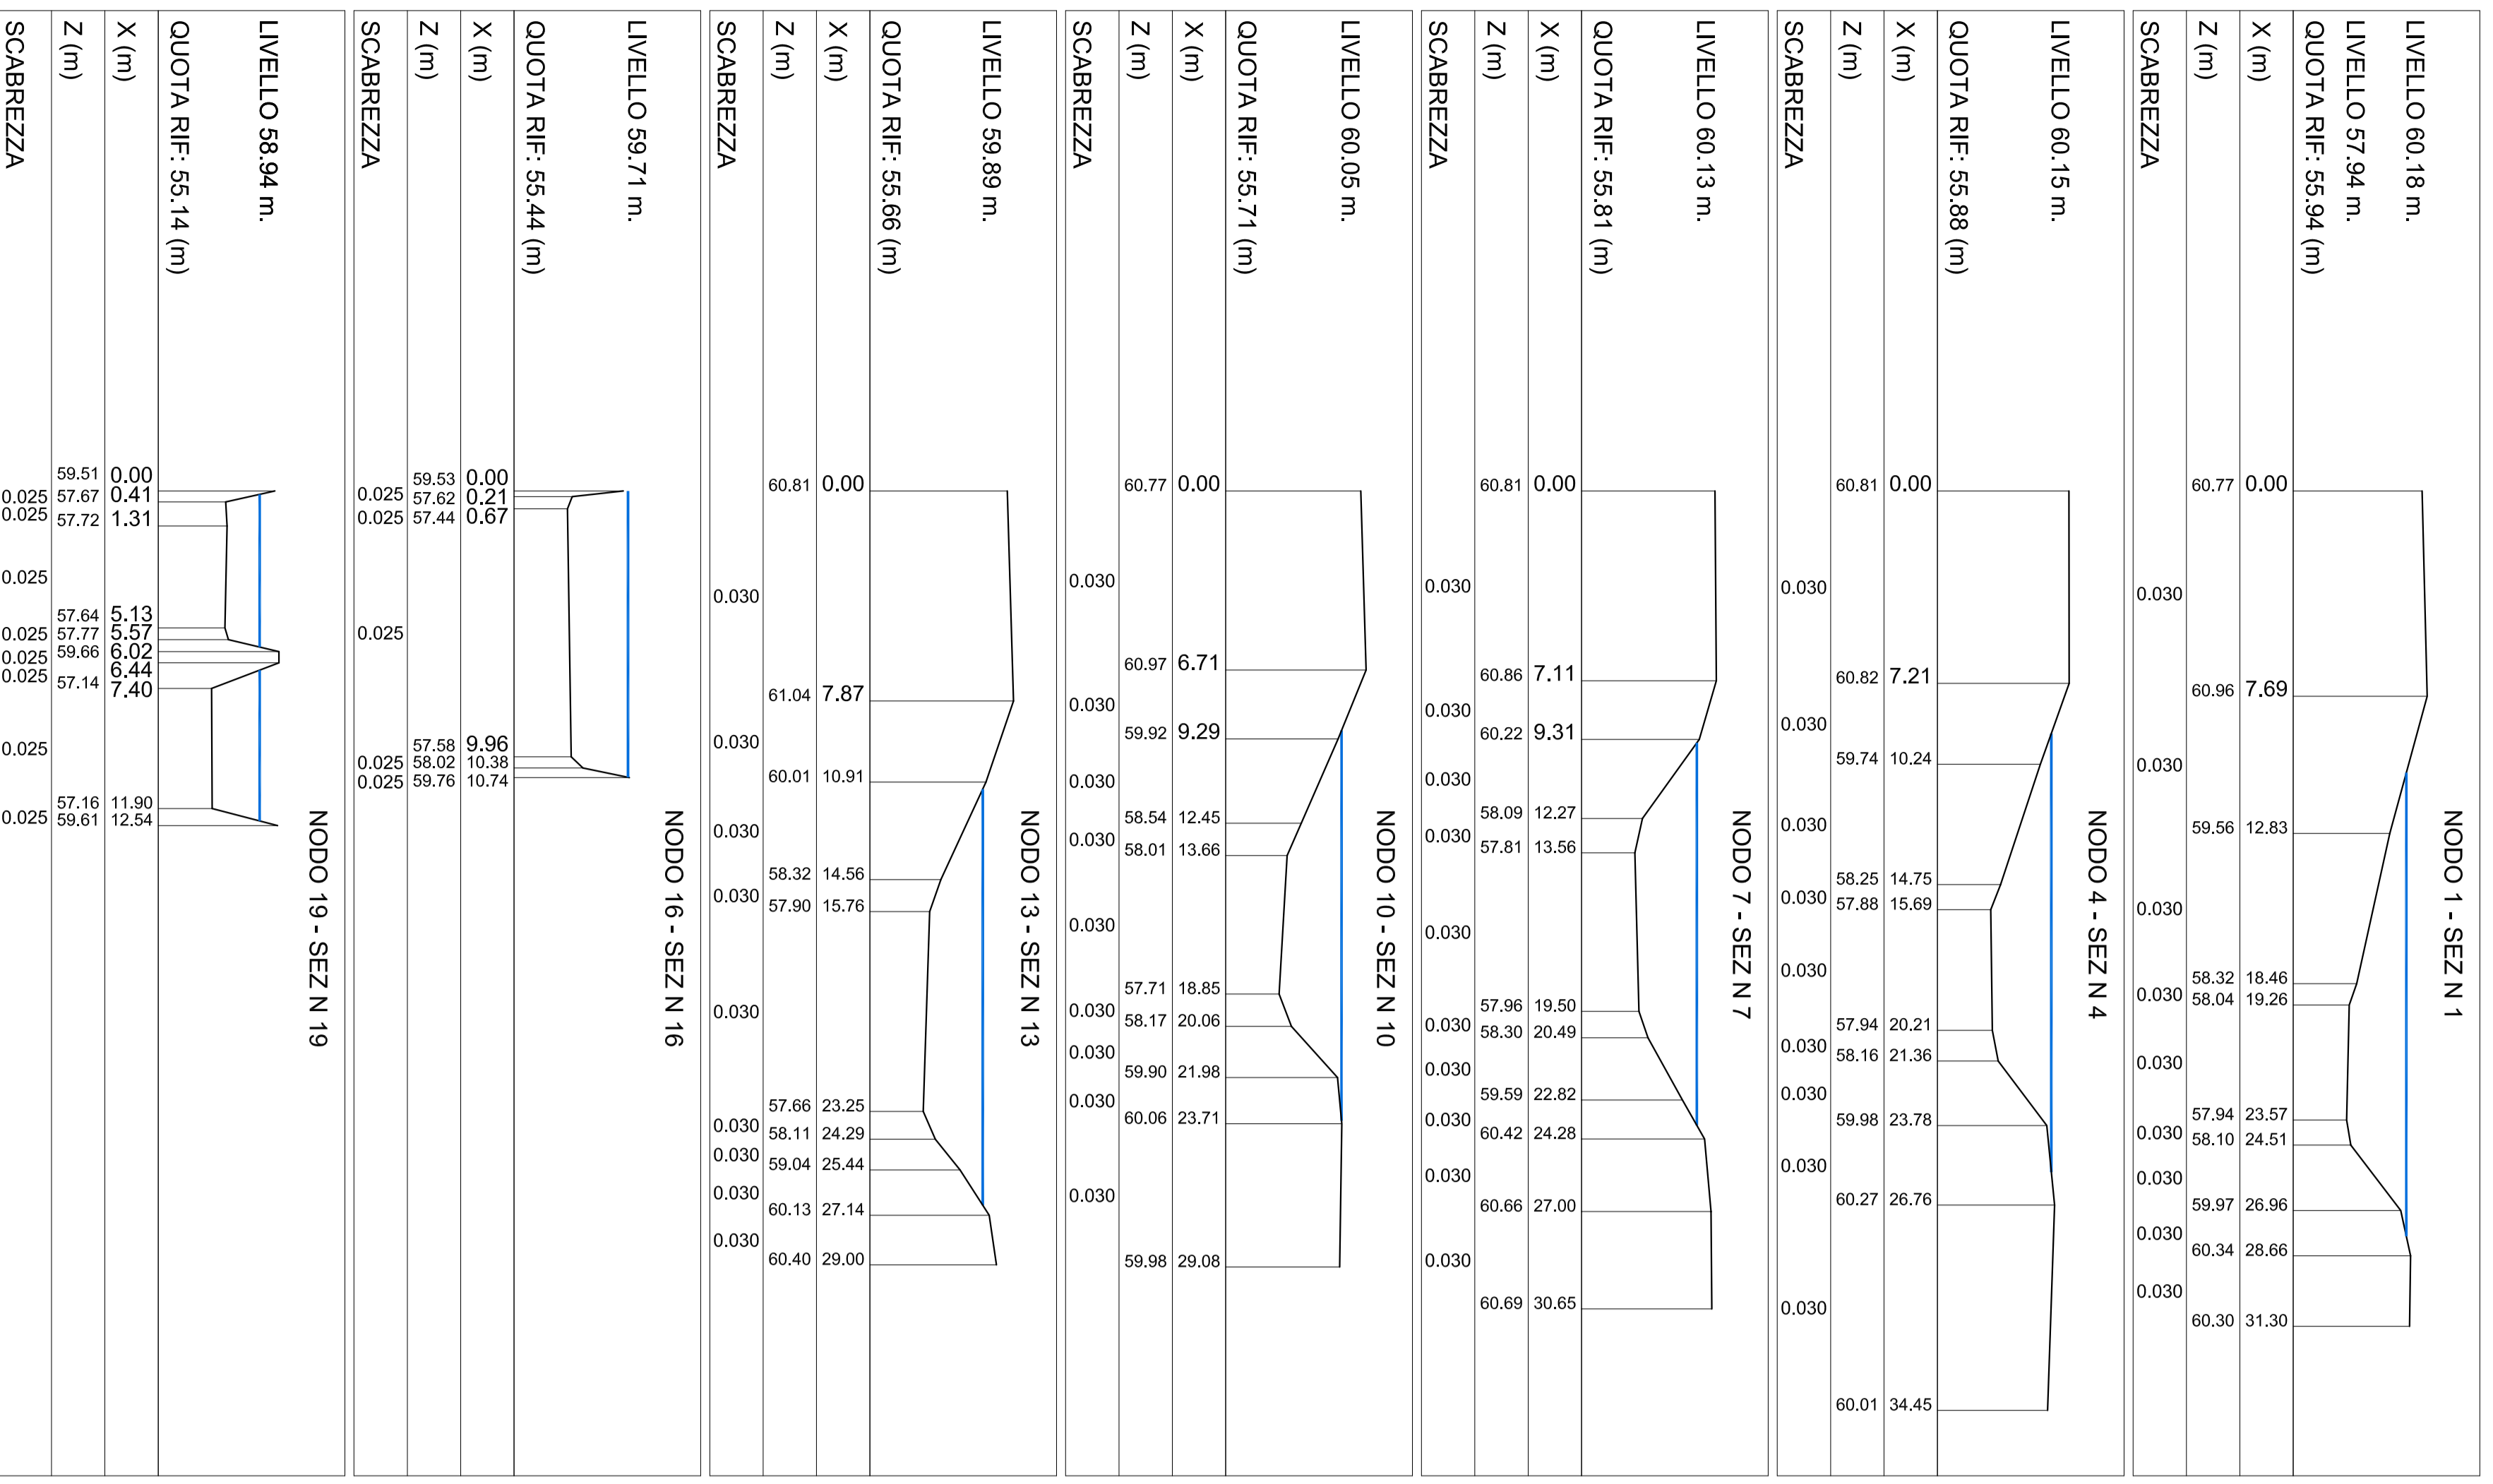 NODO 1 - SEZ N 1
LIVELLO 60.18 m.
LIVELLO 57.94 m.
QUOTA RIF: 55.94 (m)
X (m) 0.00 7.69 12.83 18.46 19.26 23.57 24.51 26.96 28.66 31.30
Z (m) 60.77 60.96 59.56 58.32 58.04 57.94 58.10 59.97 60.34 60.30
SCABREZZA 0.030 0.030 0.030 0.030 0.030 0.030 0.030 0.030 0.030
NODO 4 - SEZ N 4
LIVELLO 60.15 m.
QUOTA RIF: 55.88 (m)
X (m) 0.00 7.21 10.24 14.75 15.69 20.21 21.36 23.78 26.76 34.45
Z (m) 60.81 60.82 59.74 58.25 57.88 57.94 58.16 59.98 60.27 60.01
SCABREZZA 0.030 0.030 0.030 0.030 0.030 0.030 0.030 0.030 0.030
NODO 7 - SEZ N 7
LIVELLO 60.13 m.
QUOTA RIF: 55.81 (m)
X (m) 0.00 7.11 9.31 12.27 13.56 19.50 20.49 22.82 24.28 27.00 30.65
Z (m) 60.81 60.86 60.22 58.09 57.81 57.96 58.30 59.59 60.42 60.66 60.69
SCABREZZA 0.030 0.030 0.030 0.030 0.030 0.030 0.030 0.030 0.030 0.030
NODO 10 - SEZ N 10
LIVELLO 60.05 m.
QUOTA RIF: 55.71 (m)
X (m) 0.00 6.71 9.29 12.45 13.66 18.85 20.06 21.98 23.71 29.08
Z (m) 60.77 60.97 59.92 58.54 58.01 57.71 58.17 59.90 60.06 59.98
SCABREZZA 0.030 0.030 0.030 0.030 0.030 0.030 0.030 0.030 0.030
NODO 13 - SEZ N 13
LIVELLO 59.89 m.
QUOTA RIF: 55.66 (m)
X (m) 0.00 7.87 10.91 14.56 15.76 23.25 24.29 25.44 27.14 29.00
Z (m) 60.81 61.04 60.01 58.32 57.90 57.66 58.11 59.04 60.13 60.40
SCABREZZA 0.030 0.030 0.030 0.030 0.030 0.030 0.030 0.030 0.030
NODO 16 - SEZ N 16
LIVELLO 59.71 m.
QUOTA RIF: 55.44 (m)
X (m) 0.00 0.21 0.67 9.96 10.38 10.74
Z (m) 59.53 57.62 57.44 57.58 58.02 59.76
SCABREZZA 0.025 0.025 0.025 0.025 0.025
NODO 19 - SEZ N 19
LIVELLO 58.94 m.
QUOTA RIF: 55.14 (m)
X (m) 0.00 0.41 1.31 5.13 5.57 6.02 6.44 7.40 11.90 12.54
Z (m) 59.51 57.67 57.72 57.64 57.77 59.66 57.14 57.16 59.61
SCABREZZA 0.025 0.025 0.025 0.025 0.025 0.025 0.025 0.025